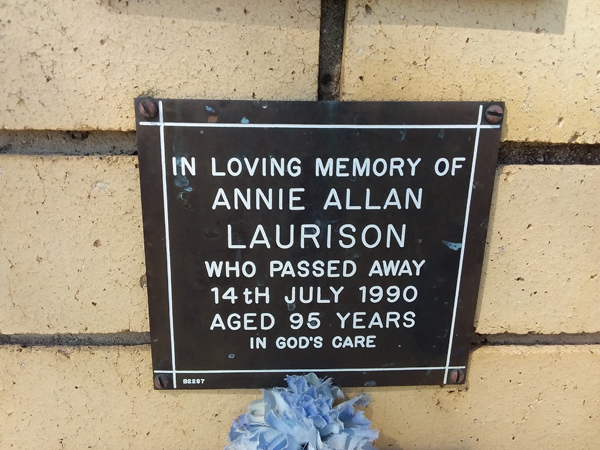 IN LOVING MEMORY OF
ANNIE ALLAN
LAURISON
WHO PASSED AWAY
14TH JULY 1990
AGED 95 YEARS
IN GOD'S CARE
B2287